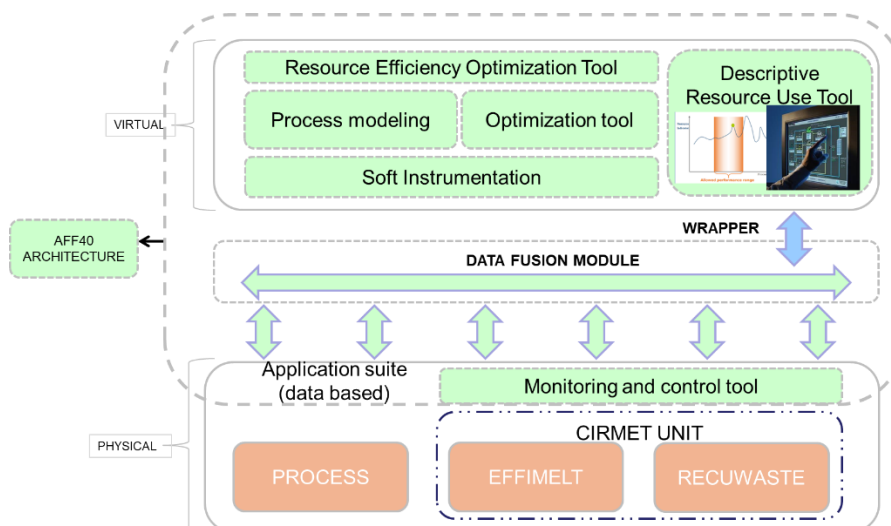 Resource Efficiency Optimization Tool
Descriptive
Resource Use Tool
Process modeling
Optimization tool
Soft Instrumentation
VIRTUAL
WRAPPER
AFF40
ARCHITECTURE
DATA FUSION MODULE
Application suite
(data based)
Monitoring and control tool
CIRMET UNIT
PHYSICAL
PROCESS
EFFIMELT
RECUWASTE